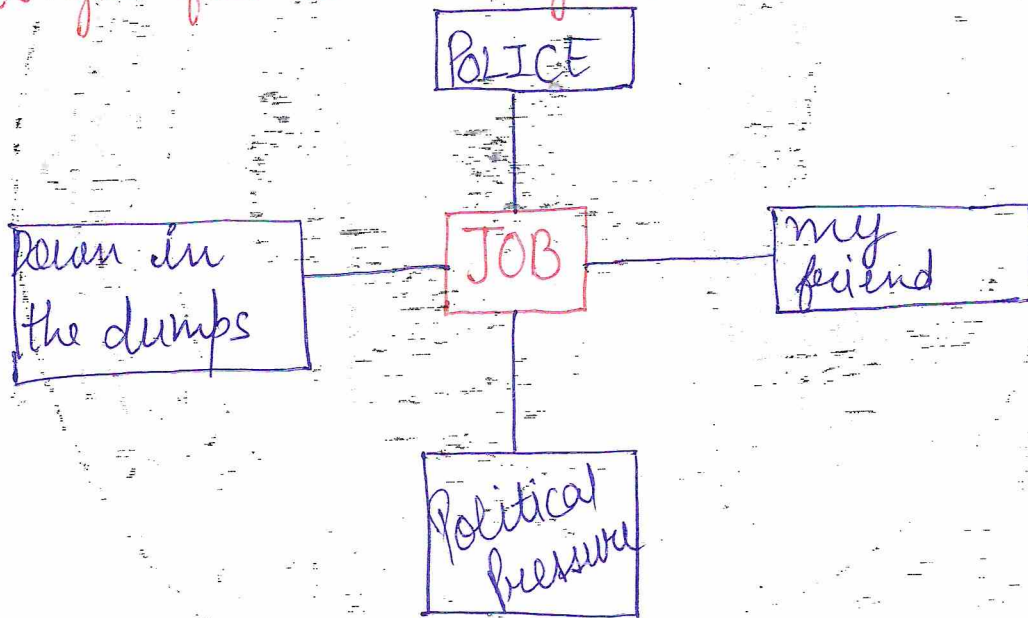 POLICE
JOB
my
friend
Down in
the dumps
Political
Pressure